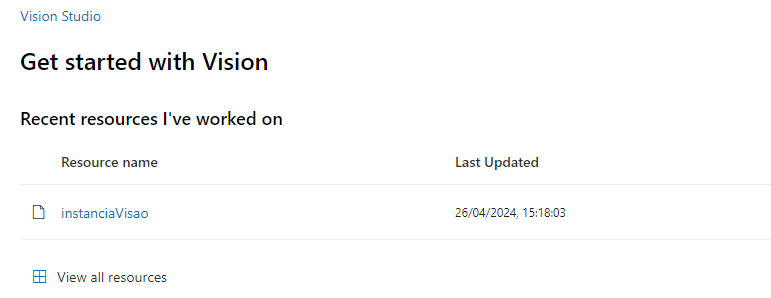 Vision Studio
Get started with Vision
Recent resources I've worked on
Resource name Last Updated
instanciaVisao 26/04/2024, 15:18:03
View all resources